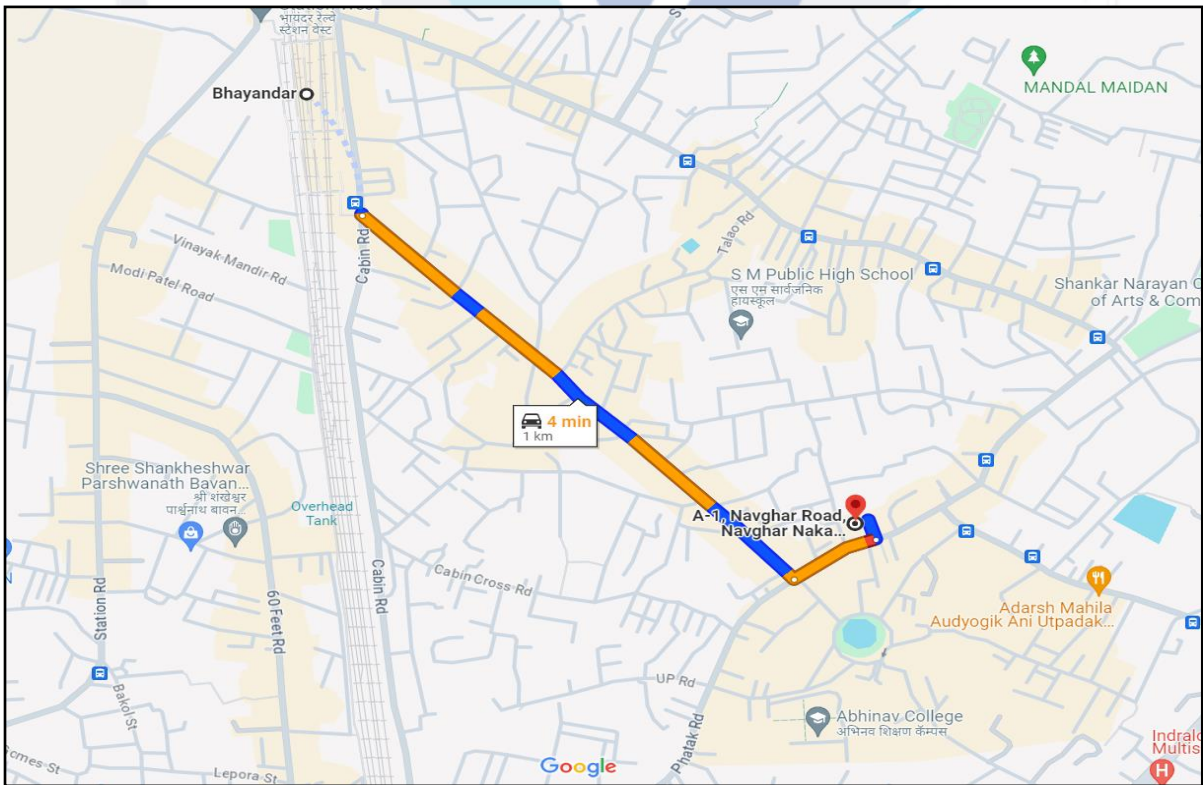 भायंदर रेल्वे
स्टेशन वेस्ट
Bhayandar
MANDAL MAIDAN
Cabin Rd
Vinayak Mandir Rd
Modi Patel Road
Talao Rd
S M Public High School
एस एम सार्वजनिक
हायस्कूल
Shankar Narayan
of Arts & Com
4 min
1 km
Shree Shankheshwar
Parshwanath Bavan...
श्री शंखेश्वर
पार्श्वनाथ बावन...
Overhead
Tank
A-1, Navghar Road,
Navghar Naka...
Station Rd
60 Feet Rd
Cabin Rd
Cabin Cross Rd
Adarsh Mahila
Audyogik Ani Utpadak...
Bakol St
UP Rd
Phatak Rd
Abhinav College
अभिनव शिक्षण कॅम्पस
Lepora St
Google
Indralo
Multis
H